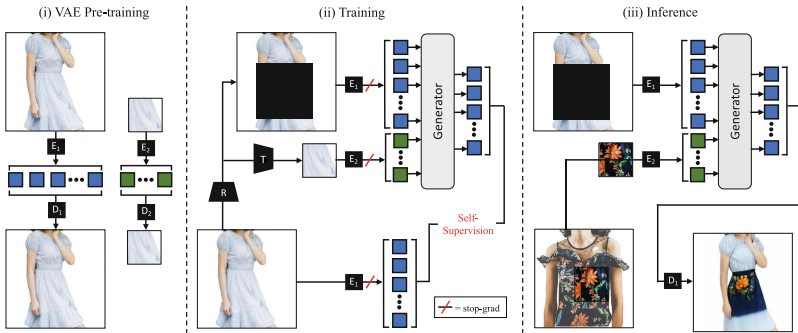 (i) VAE Pre-training
E1
E2
D1
D2
(ii) Training
E1
Generator
T
E2
R
Self-
Supervision
E1
= stop-grad
(iii) Inference
E1
Generator
E2
D1